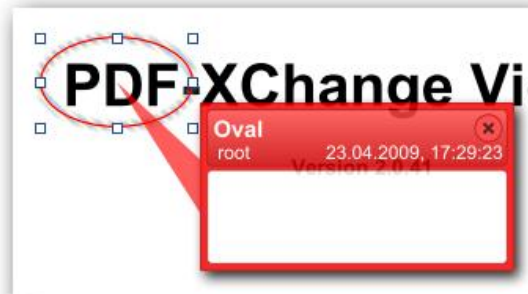 PDF-XChange Vi
Oval
root 23.04.2009, 17:29:23
Version 2.0.41